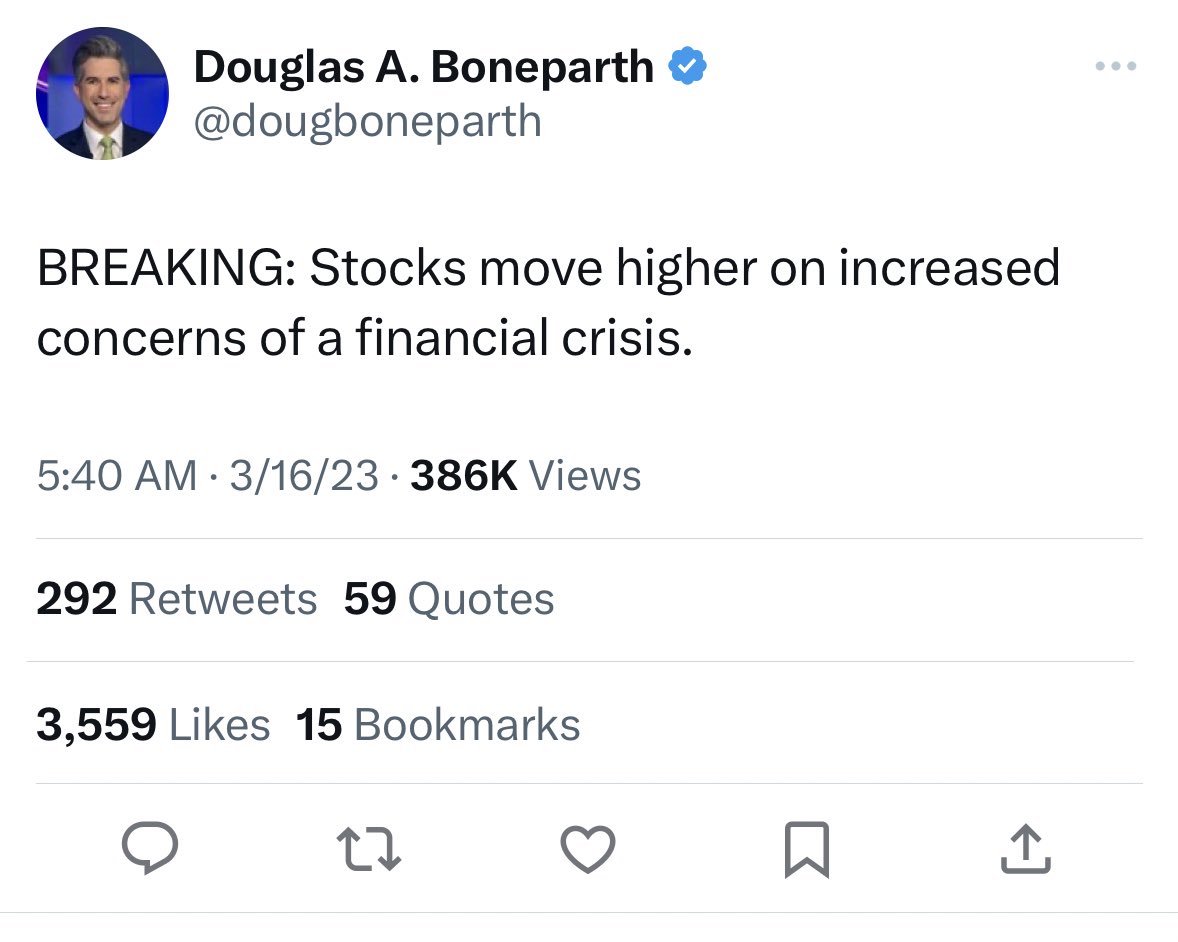 Douglas A. Boneparth
@dougboneparth
BREAKING: Stocks move higher on increased
concerns of a financial crisis.
5:40 AM · 3/16/23 · 386K Views
292 Retweets 59 Quotes
3,559 Likes 15 Bookmarks